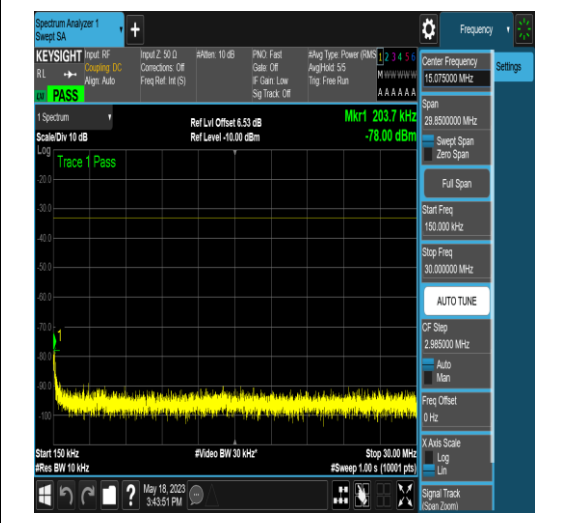 Spectrum Analyzer 1
Swept SA
+
Frequency
KEYSIGHT
RL
Input: RF
Coupling: DC
Align: Auto
Input Z: 50 Ω
Corrections: Off
Freq Ref: Int (S)
#Atten: 10 dB
PNO: Fast
Gate: Off
IF Gain: Low
Sig Track: Off
#Avg Type: Power (RMS
Avg|Hold: 5/5
Trig: Free Run
1 2 3 4 5 6
M W W W W W
A A A A A A
PASS
1 Spectrum
Scale/Div 10 dB
Ref Lvl Offset 6.53 dB
Ref Level -10.00 dBm
Mkr1 203.7 kHz
-78.00 dBm
Log
Trace 1 Pass
-20.0
-30.0
-40.0
-50.0
-60.0
-70.0
1
-80.0
-90.0
-100
Start 150 kHz
#Res BW 10 kHz
#Video BW 30 kHz*
Stop 30.00 MHz
#Sweep 1.00 s (10001 pts)
?
May 18, 2023
3:43:51 PM
Center Frequency
15.075000 MHz
Settings
Span
29.8500000 MHz
Swept Span
Zero Span
Full Span
Start Freq
150.000 kHz
Stop Freq
30.000000 MHz
AUTO TUNE
CF Step
2.985000 MHz
Auto
Man
Freq Offset
0 Hz
X Axis Scale
Log
Lin
Signal Track
(Span Zoom)